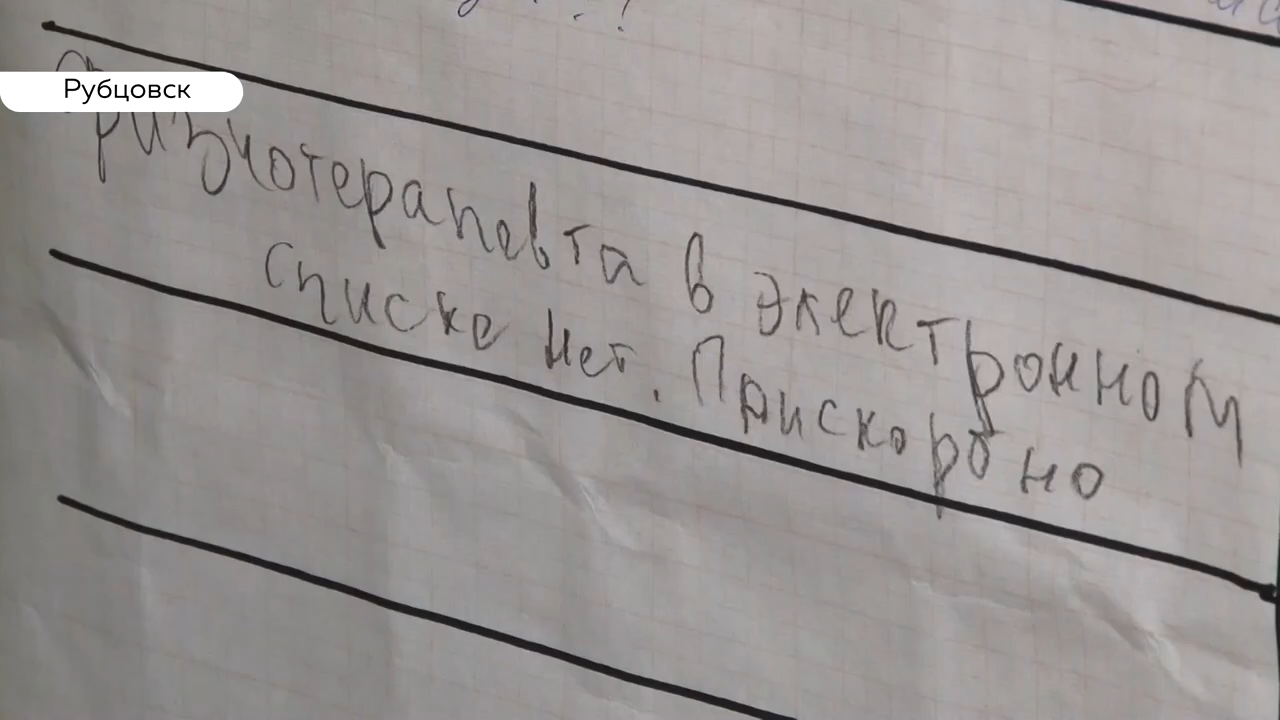 Рубцовск
Физиотерапевта в электронном
списке нет. Прискорбно